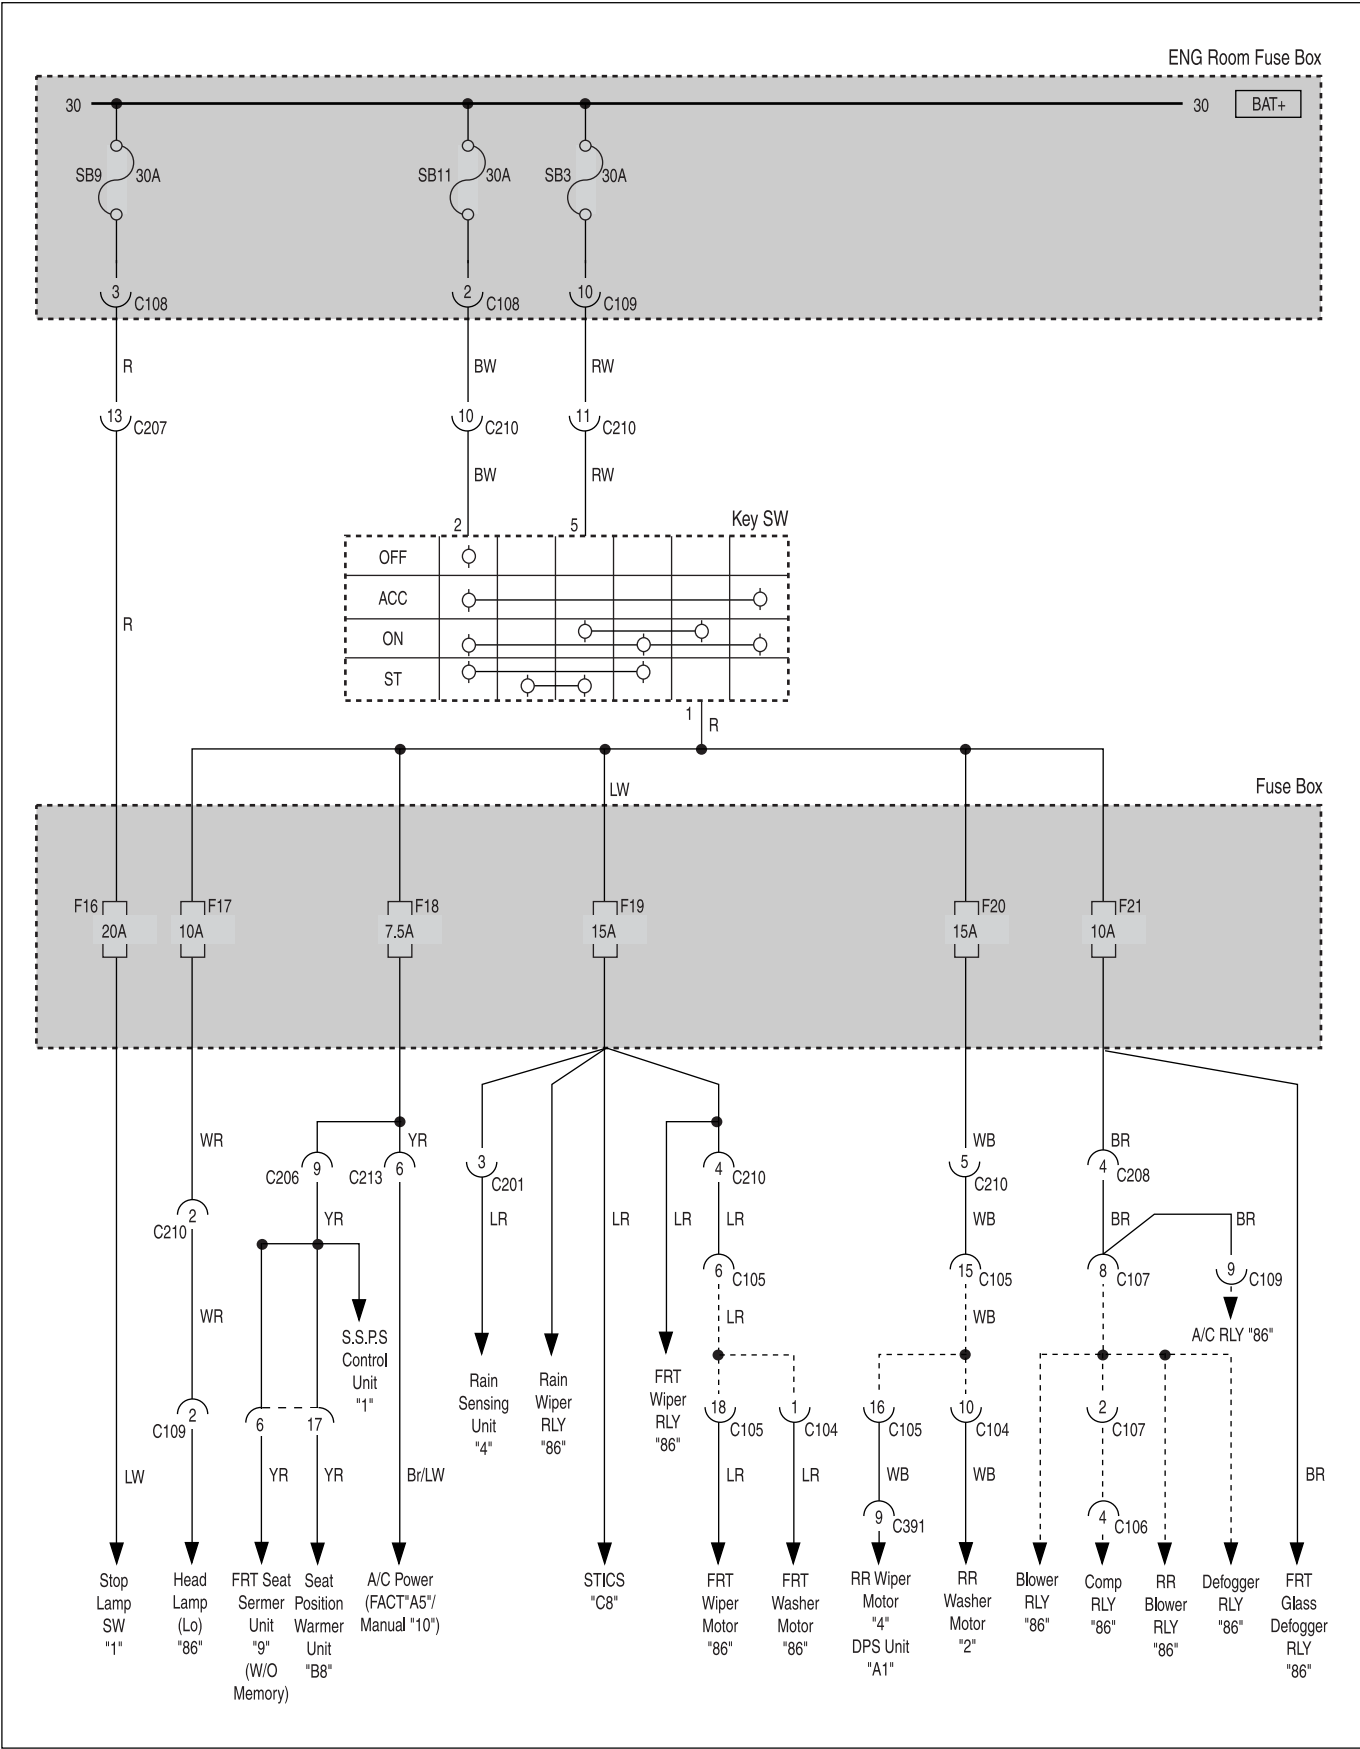 ENG Room Fuse Box
30 30 BAT+
SB9 30A SB11 30A SB3 30A
3 C108 2 C108 10 C109
R BW RW
13 C207 10 C210 11 C210
BW RW
2 5 Key SW
OFF
ACC
R ON
ST
1 R
LW Fuse Box
F16 F17 F18 F19 F20 F21
20A 10A 7.5A 15A 15A 10A
WR YR WB BR
C206 9 C213 6 3 C201 4 C210 5 C210 4 C208
2 C210 YR LR LR LR LR WB BR BR
6 C105 15 C105 8 C107 9 C109
WR LR WB
A/C RLY "86"
S.S.P.S
Control
Unit
"1"
Rain
Sensing
Unit
"4"
Rain
Wiper
RLY
"86"
FRT
Wiper
RLY
"86"
2 C109 6 17 18 C105 1 C104 16 C105 10 C104 2 C107
LW YR YR Br/LW LR LR WB WB BR
9 C391 4 C106
Stop
Lamp
SW
"1"
Head
Lamp
(Lo)
"86"
FRT Seat
Sermer
Unit
"9"
(W/O
Memory)
Seat
Position
Warmer
Unit
"B8"
A/C Power
(FACT"A5"/
Manual "10")
STICS
"C8"
FRT
Wiper
Motor
"86"
FRT
Washer
Motor
"86"
RR Wiper
Motor
"4"
DPS Unit
"A1"
RR
Washer
Motor
"2"
Blower
RLY
"86"
Comp
RLY
"86"
RR
Blower
RLY
"86"
Defogger
RLY
"86"
FRT
Glass
Defogger
RLY
"86"